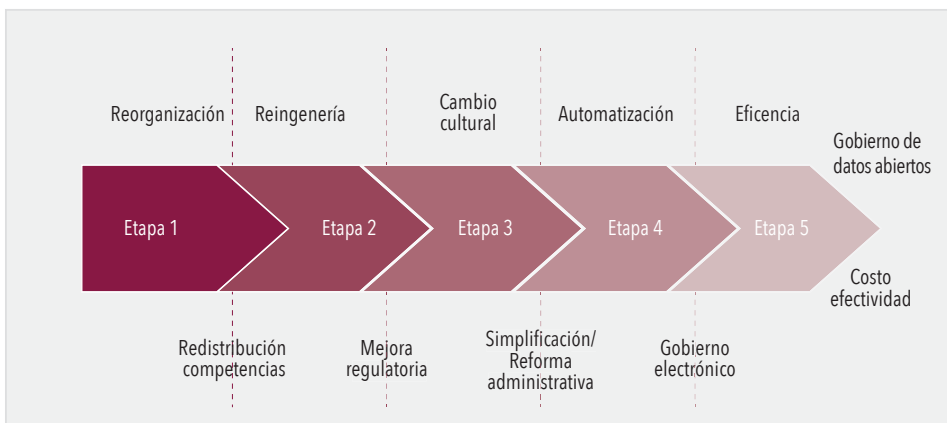 Reorganización
Reingenería
Cambio
cultural
Automatización
Eficencia
Gobierno de
datos abiertos
Etapa 1
Etapa 2
Etapa 3
Etapa 4
Etapa 5
Costo
efectividad
Redistribución
competencias
Mejora
regulatoria
Simplificación/
Reforma
administrativa
Gobierno
electrónico